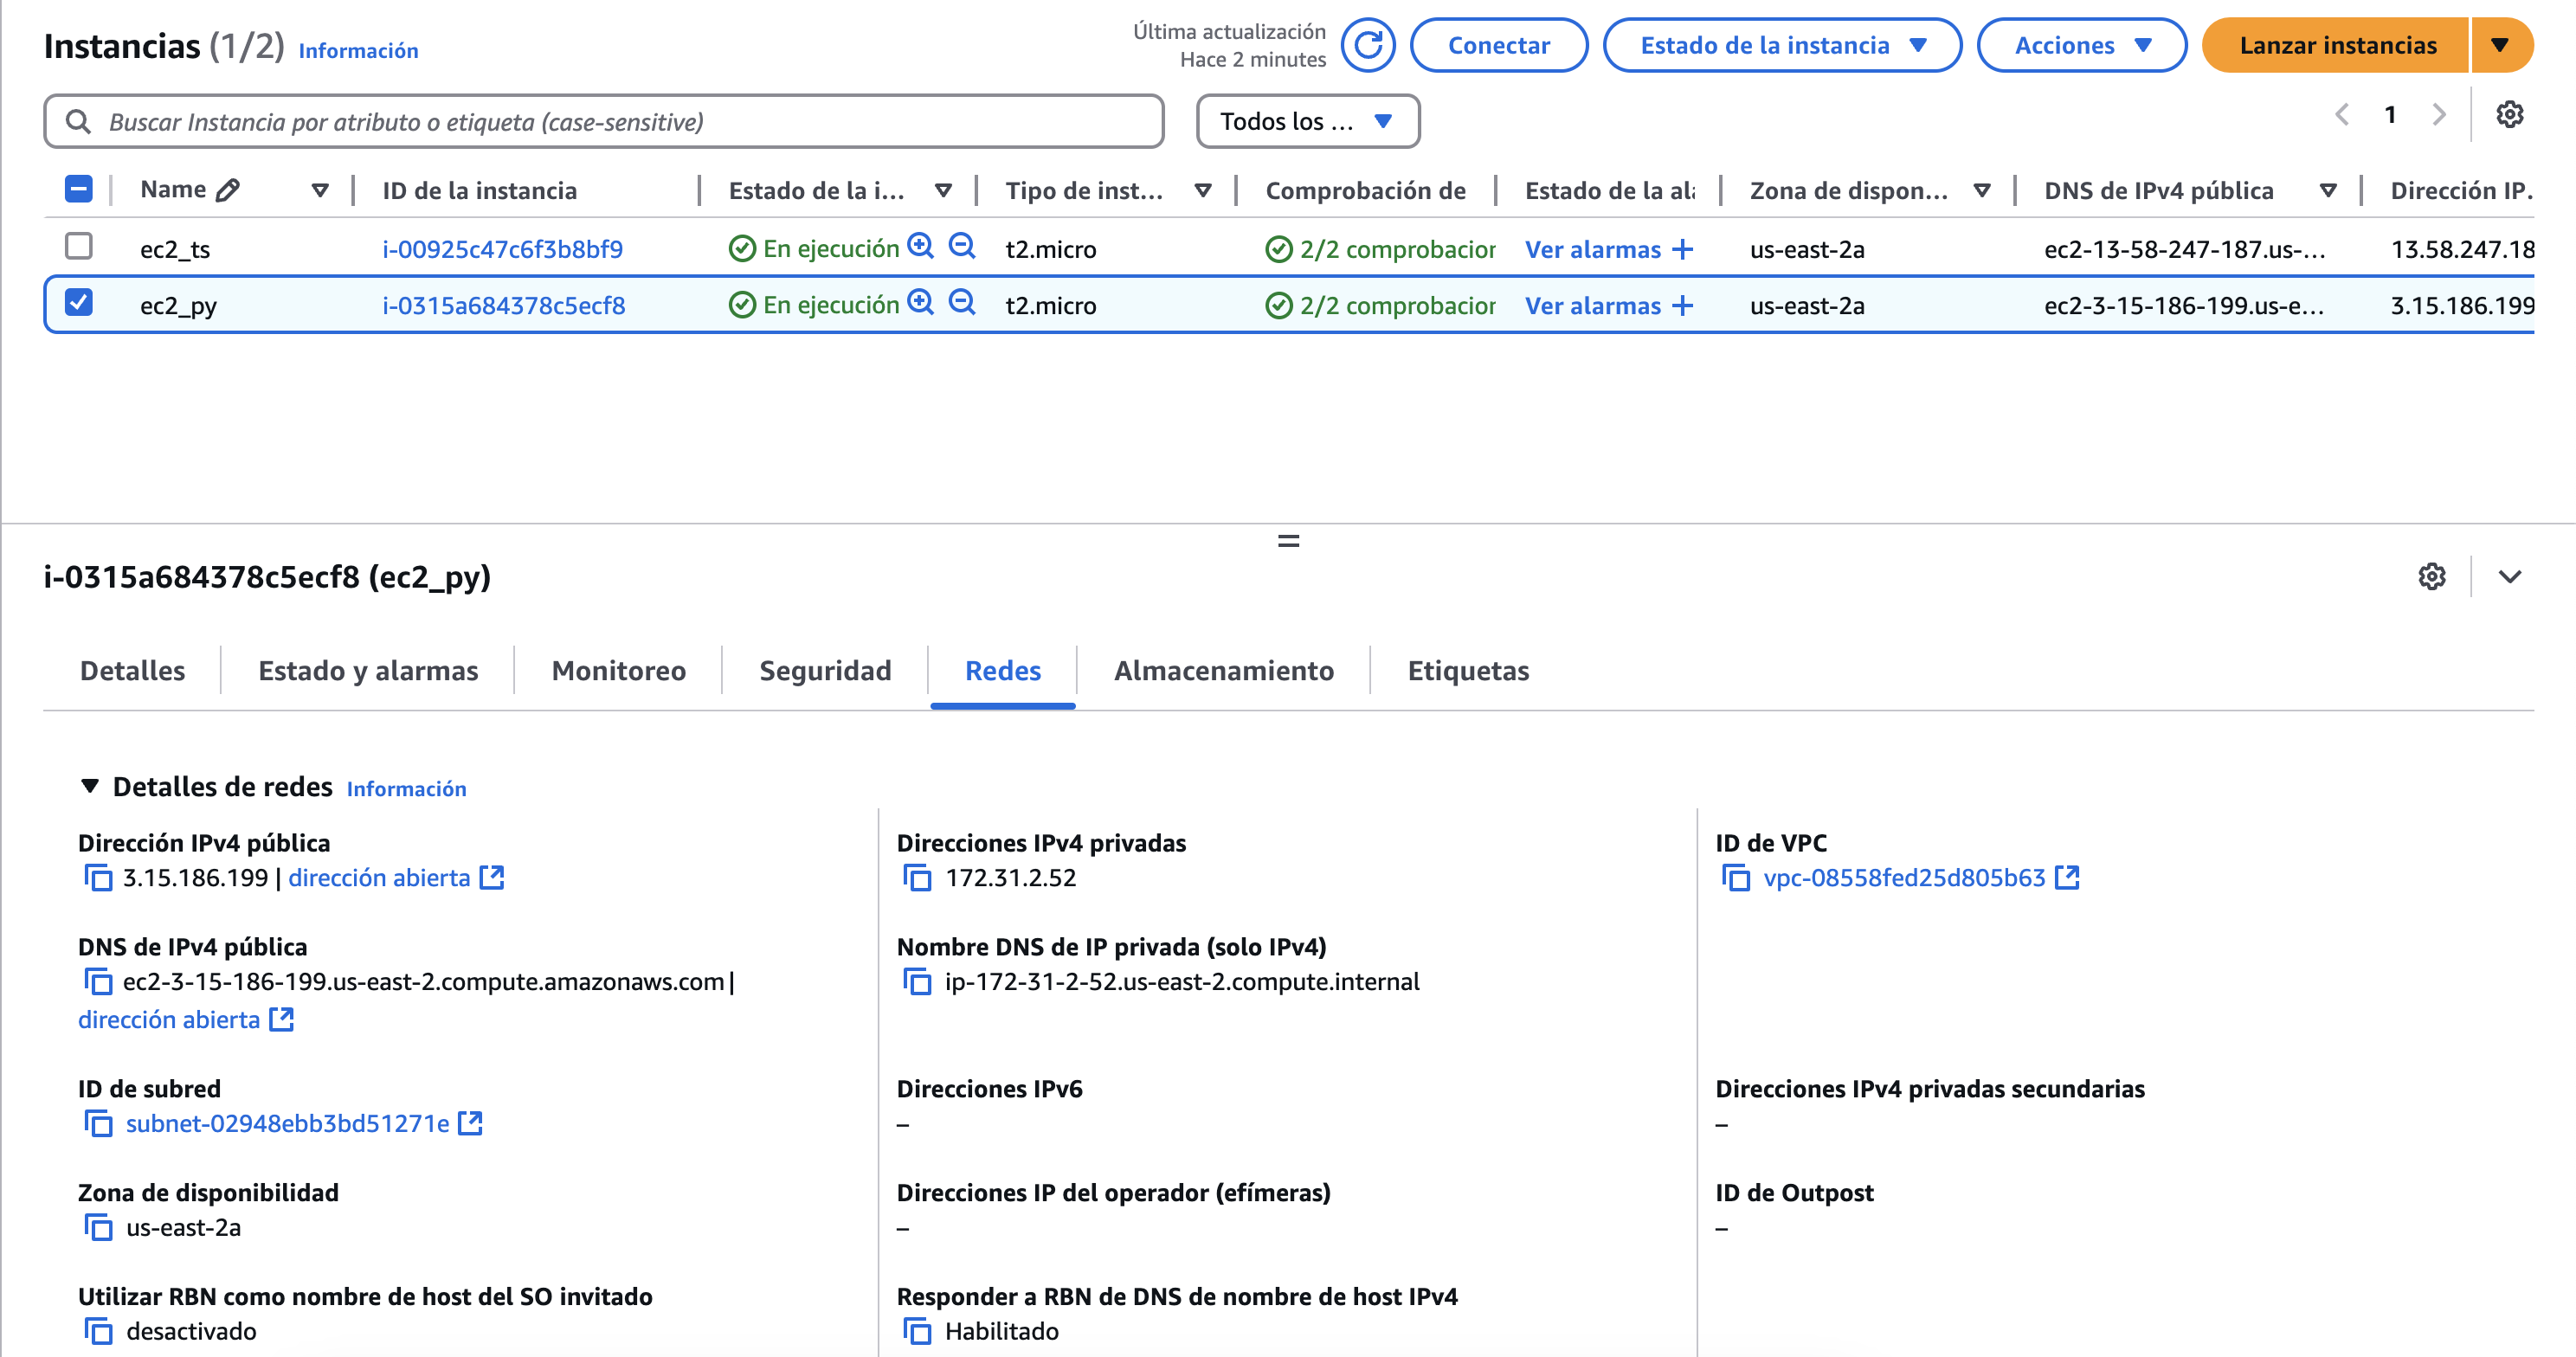 Instancias (1/2) Información
Última actualización
Hace 2 minutes
Conectar
Estado de la instancia
Acciones
Lanzar instancias
Buscar Instancia por atributo o etiqueta (case-sensitive)
Todos los ...
1
Name ID de la instancia Estado de la i... Tipo de inst... Comprobación de Estado de la ala Zona de dispon... DNS de IPv4 pública Dirección IP.
ec2_ts i-00925c47c6f3b8bf9 En ejecución t2.micro 2/2 comprobacior Ver alarmas + us-east-2a ec2-13-58-247-187.us-... 13.58.247.18
ec2_py i-0315a684378c5ecf8 En ejecución t2.micro 2/2 comprobacior Ver alarmas + us-east-2a ec2-3-15-186-199.us-e... 3.15.186.199
i-0315a684378c5ecf8 (ec2_py)
Detalles Estado y alarmas Monitoreo Seguridad Redes Almacenamiento Etiquetas
Detalles de redes Información
Dirección IPv4 pública
3.15.186.199 | dirección abierta
DNS de IPv4 pública
ec2-3-15-186-199.us-east-2.compute.amazonaws.com |
dirección abierta
ID de subred
subnet-02948ebb3bd51271e
Zona de disponibilidad
us-east-2a
Utilizar RBN como nombre de host del SO invitado
desactivado
Direcciones IPv4 privadas
172.31.2.52
Nombre DNS de IP privada (solo IPv4)
ip-172-31-2-52.us-east-2.compute.internal
Direcciones IPv6
–
Direcciones IP del operador (efímeras)
–
Responder a RBN de DNS de nombre de host IPv4
Habilitado
ID de VPC
vpc-08558fed25d805b63
Direcciones IPv4 privadas secundarias
–
ID de Outpost
–